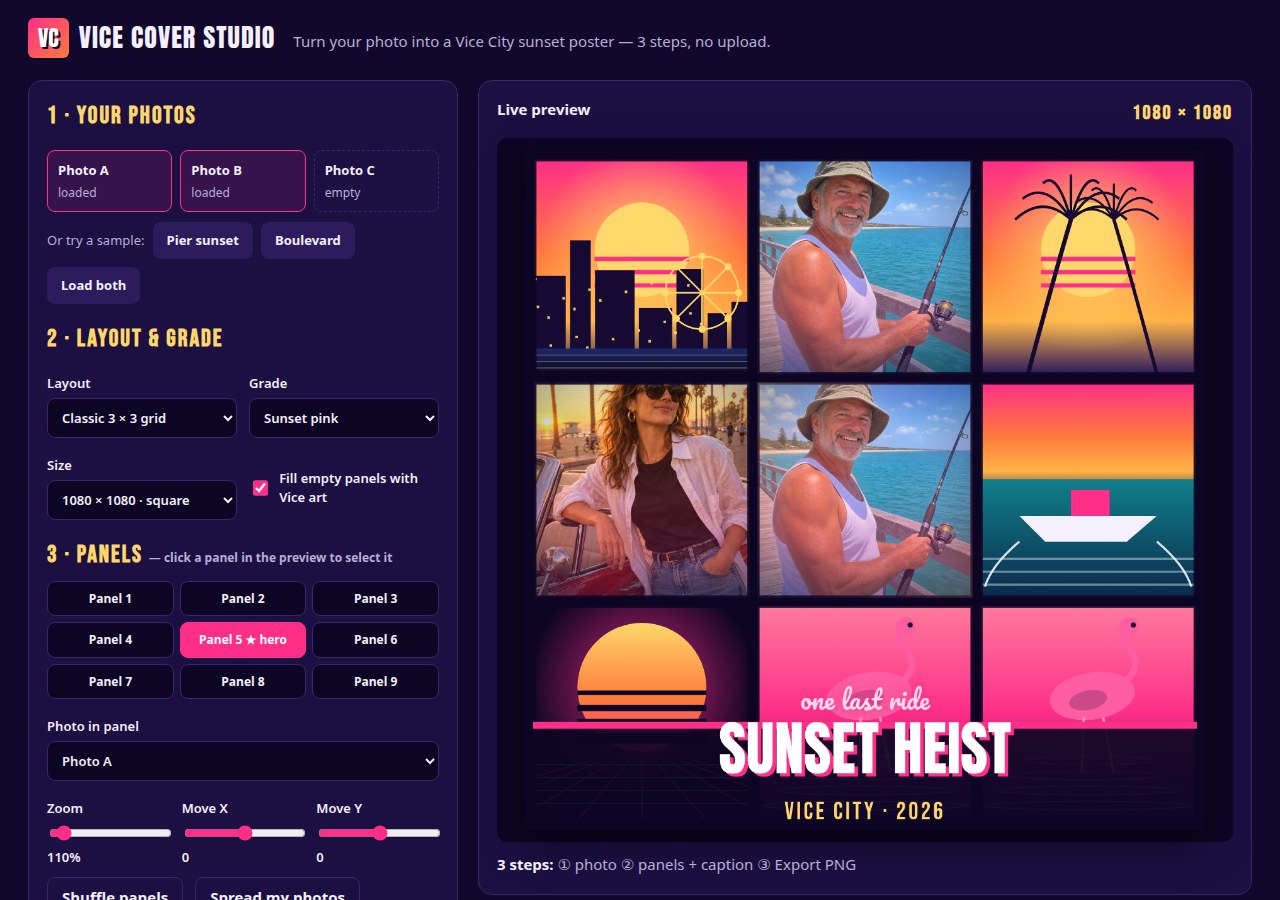 VC VICE COVER STUDIO Turn your photo into a Vice City sunset poster — 3 steps, no upload.
1 · YOUR PHOTOS
Photo A
loaded
Photo B
loaded
Photo C
empty
Or try a sample: Pier sunset Boulevard
Load both
2 · LAYOUT & GRADE
Layout
Classic 3 × 3 grid
Grade
Sunset pink
Size
1080 × 1080 · square
Fill empty panels with
Vice art
3 · PANELS — click a panel in the preview to select it
Panel 1 Panel 2 Panel 3
Panel 4 Panel 5 ★ hero Panel 6
Panel 7 Panel 8 Panel 9
Photo in panel
Photo A
Zoom Move X Move Y
110% 0 0
Shuffle panels Spread my photos
Live preview 1080 × 1080
one last ride
SUNSET HEIST
VICE CITY · 2026
3 steps: ① photo ② panels + caption ③ Export PNG